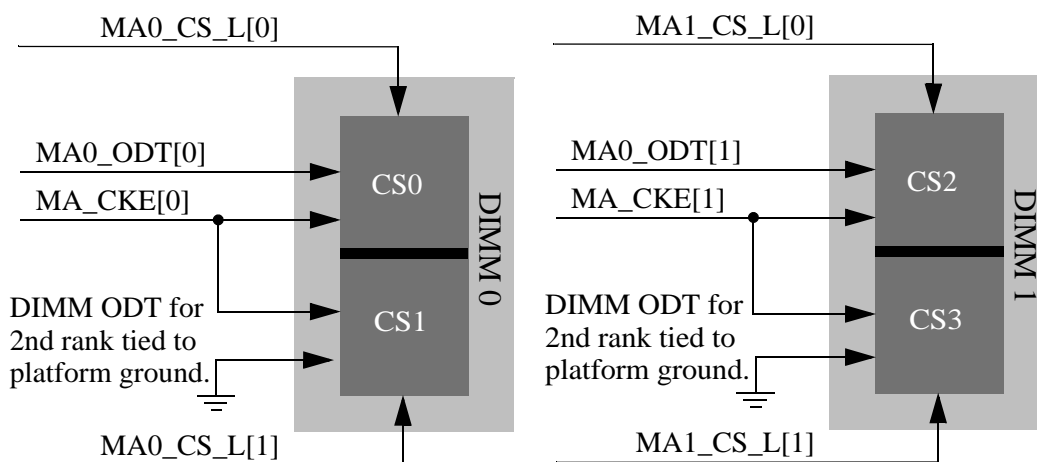 MA0_CS_L[0]
MA0_ODT[0]
MA_CKE[0]
CS0
CS1
DIMM 0
DIMM ODT for
2nd rank tied to
platform ground.
MA0_CS_L[1]
MA1_CS_L[0]
MA0_ODT[1]
MA_CKE[1]
CS2
CS3
DIMM 1
DIMM ODT for
2nd rank tied to
platform ground.
MA1_CS_L[1]